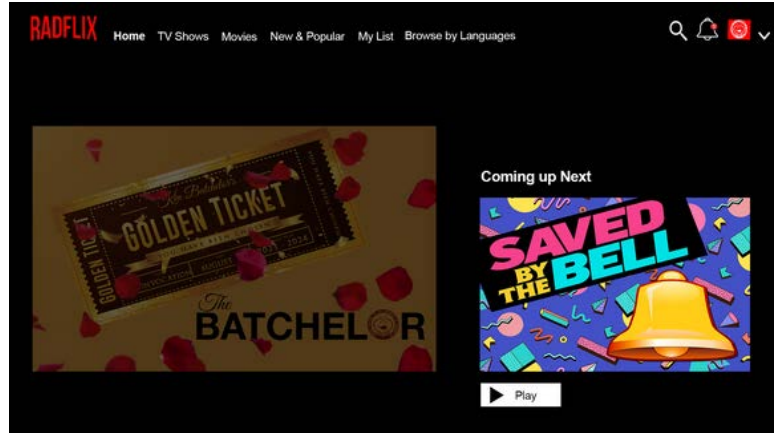 RADFLIX
Home TV Shows Movies New & Popular My List Browse by Languages
GOLDEN TICKET
GOLDEN TICKET
The
BATCHELOR
Coming up Next
SAVED
BY THE BELL
Play